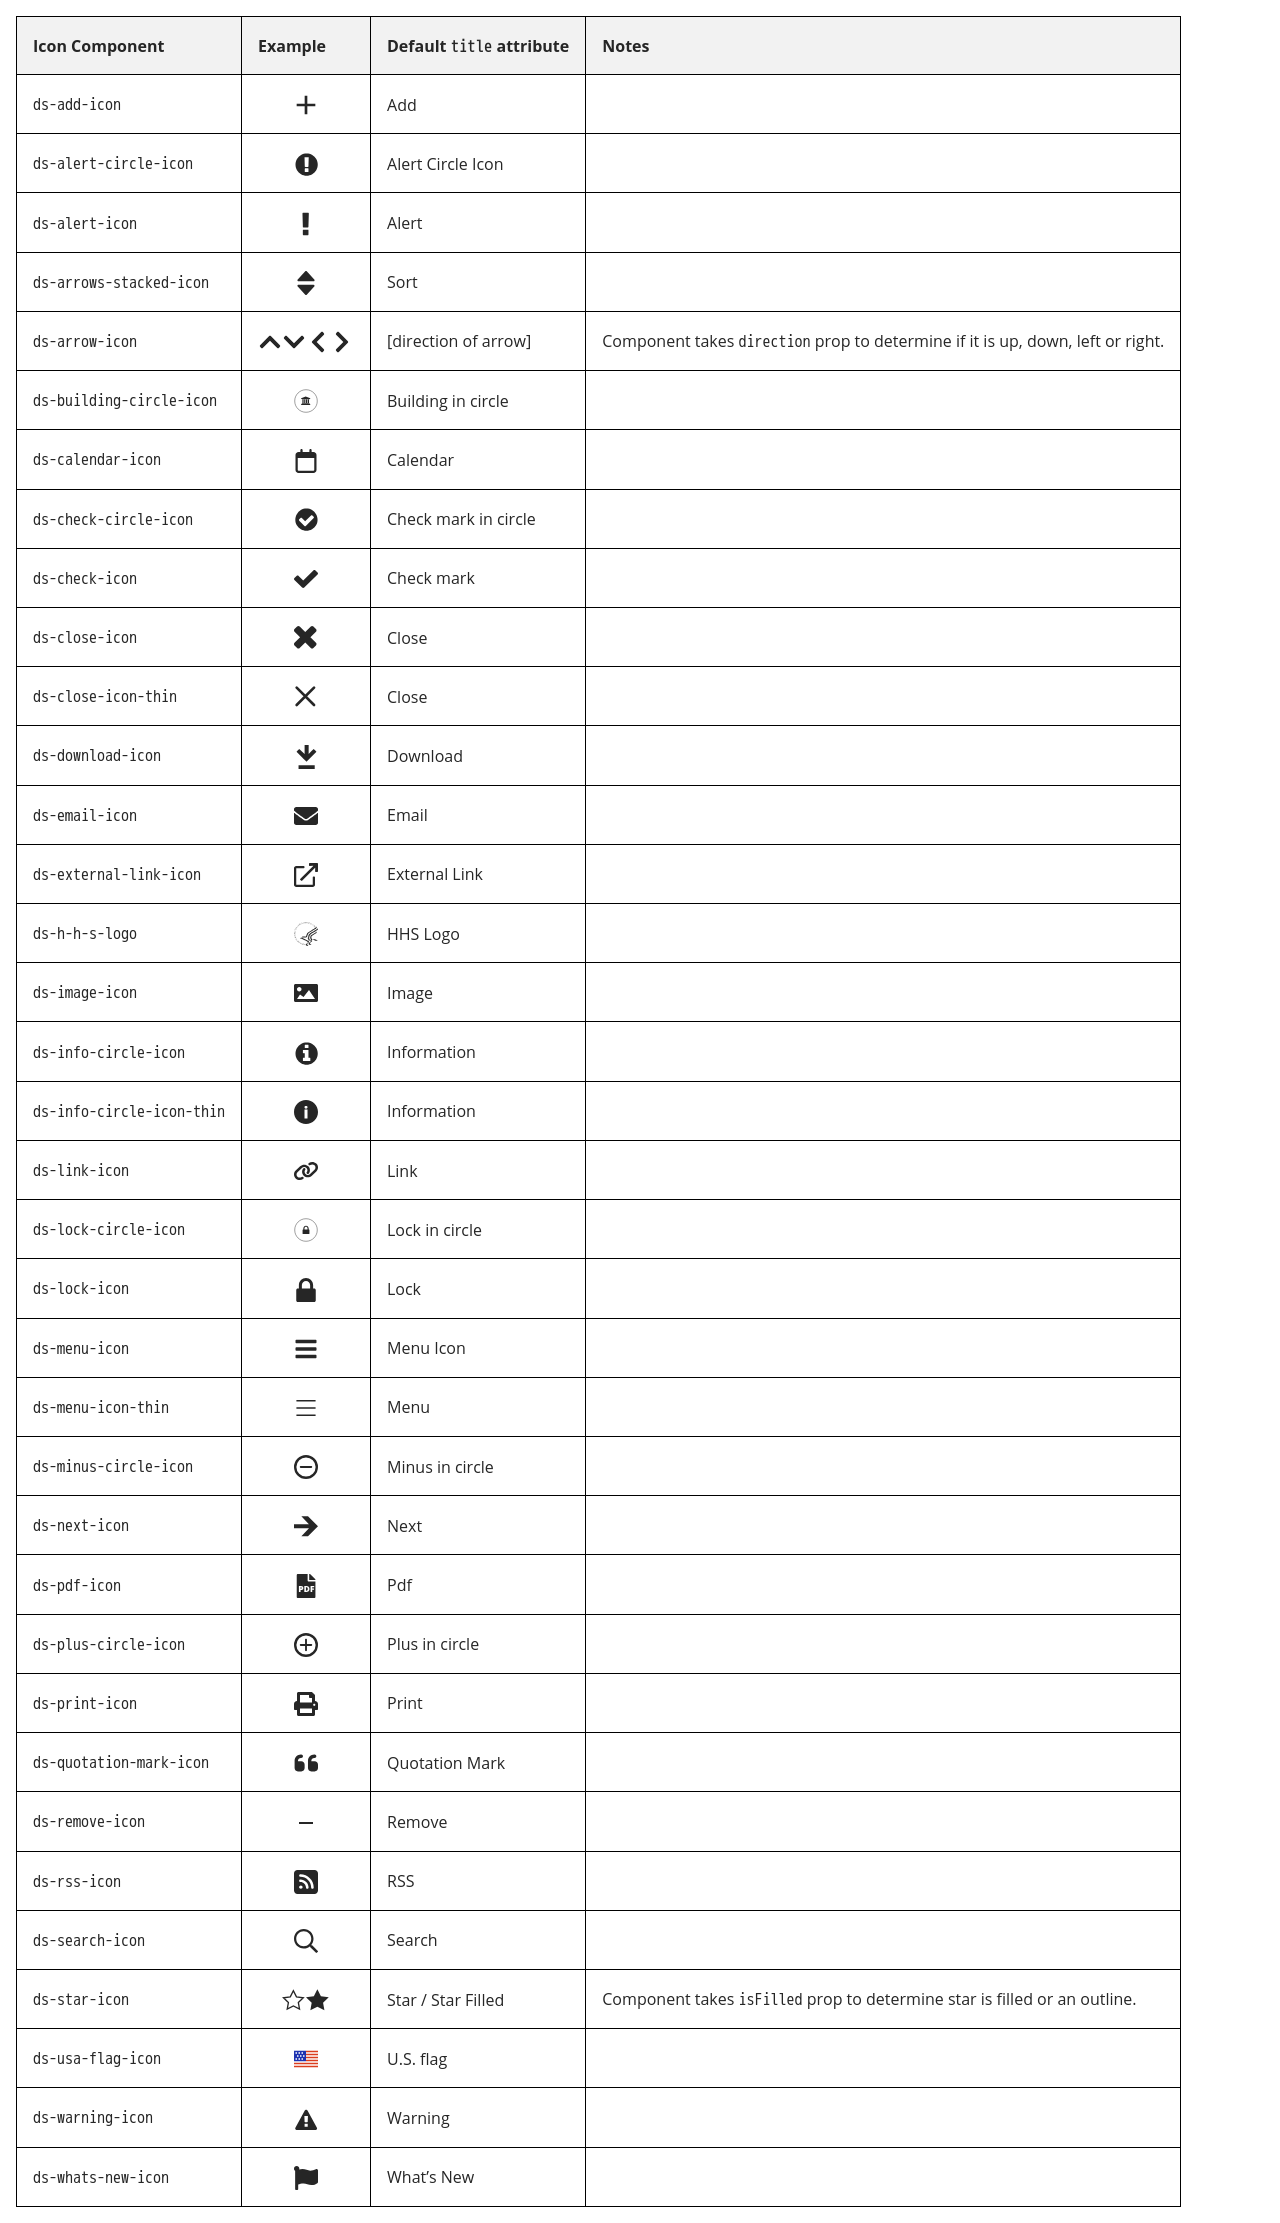 Icon Component Example Default title attribute Notes
ds-add-icon Add
ds-alert-circle-icon Alert Circle Icon
ds-alert-icon Alert
ds-arrows-stacked-icon Sort
ds-arrow-icon [direction of arrow] Component takes direction prop to determine if it is up, down, left or right.
ds-building-circle-icon Building in circle
ds-calendar-icon Calendar
ds-check-circle-icon Check mark in circle
ds-check-icon Check mark
ds-close-icon Close
ds-close-icon-thin Close
ds-download-icon Download
ds-email-icon Email
ds-external-link-icon External Link
ds-h-h-s-logo HHS Logo
ds-image-icon Image
ds-info-circle-icon Information
ds-info-circle-icon-thin Information
ds-link-icon Link
ds-lock-circle-icon Lock in circle
ds-lock-icon Lock
ds-menu-icon Menu Icon
ds-menu-icon-thin Menu
ds-minus-circle-icon Minus in circle
ds-next-icon Next
ds-pdf-icon PDF Pdf
ds-plus-circle-icon Plus in circle
ds-print-icon Print
ds-quotation-mark-icon Quotation Mark
ds-remove-icon Remove
ds-rss-icon RSS
ds-search-icon Search
ds-star-icon Star / Star Filled Component takes isFilled prop to determine star is filled or an outline.
ds-usa-flag-icon U.S. flag
ds-warning-icon Warning
ds-whats-new-icon What’s New